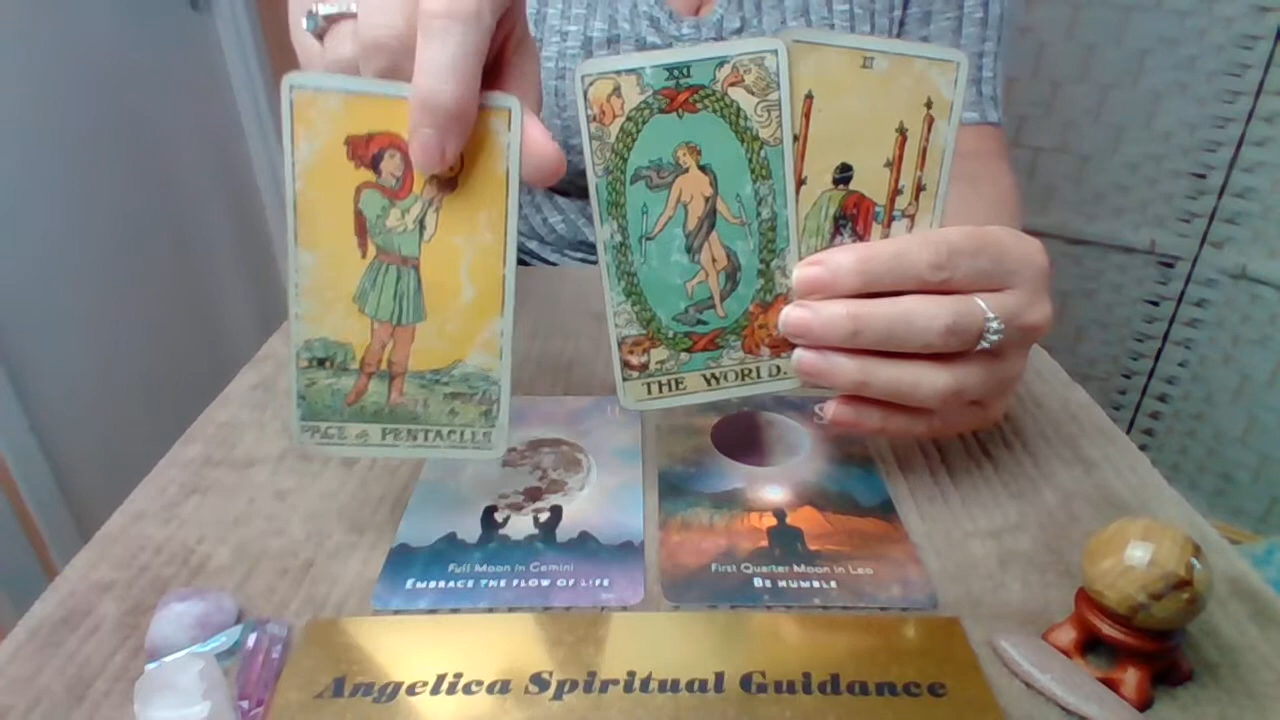 XXI
PAGE of PENTACLES
THE WORLD.
Full Moon in Gemini
EMBRACE THE FLOW OF LIFE
First Quarter Moon in Leo
BE HUMBLE
Angelica Spiritual Guidance